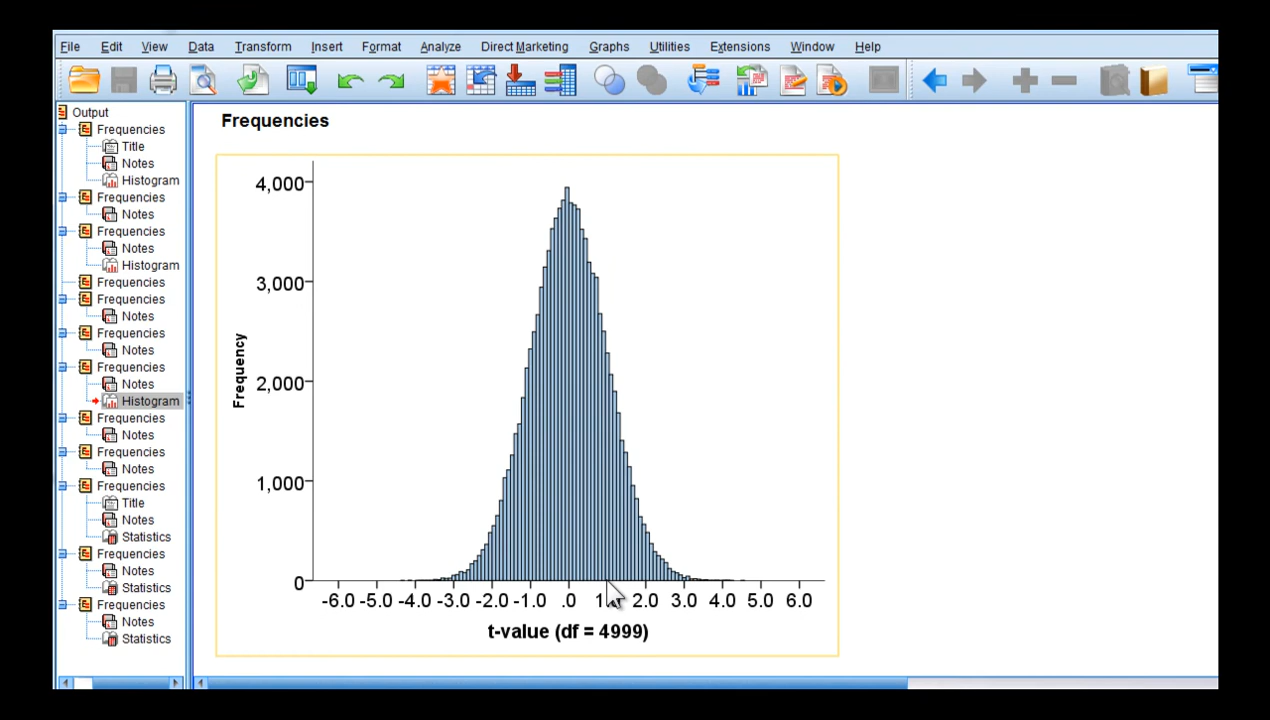 File Edit View Data Transform Insert Format Analyze Direct Marketing Graphs Utilities Extensions Window Help
Output
Frequencies
Title
Notes
Histogram
Frequencies
Notes
Frequencies
Notes
Histogram
Frequencies
Frequencies
Notes
Frequencies
Notes
Frequencies
Notes
Histogram
Frequencies
Notes
Frequencies
Notes
Frequencies
Title
Notes
Statistics
Frequencies
Notes
Statistics
Frequencies
Notes
Statistics
Frequencies
4,000
3,000
2,000
1,000
0
Frequency
-6.0 -5.0 -4.0 -3.0 -2.0 -1.0 .0 2.0 3.0 4.0 5.0 6.0
t-value (df = 4999)